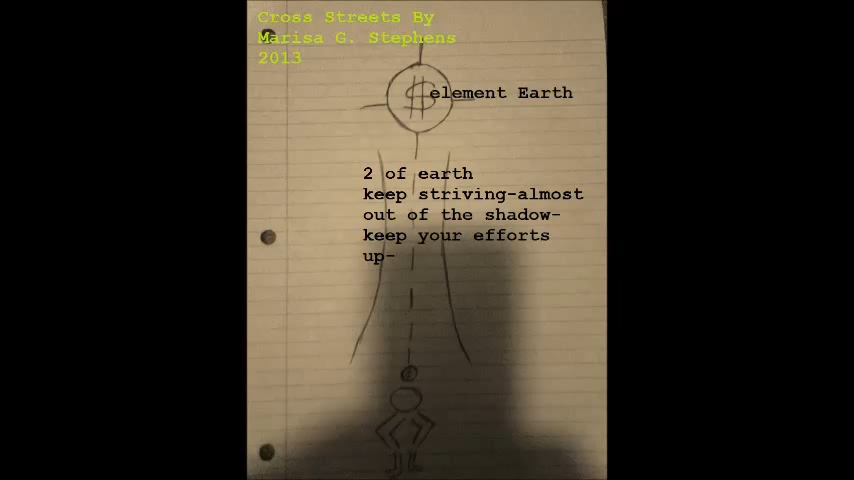 Cross Streets By
Marisa G. Stephens
2013
$
element Earth
2 of earth
keep striving-almost
out of the shadow-
keep your efforts
up-